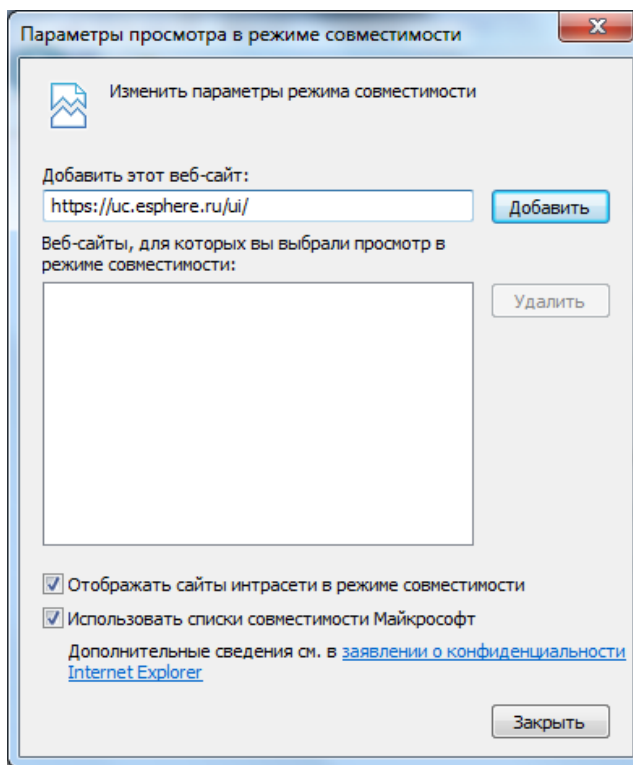 Параметры просмотра в режиме совместимости
Изменить параметры режима совместимости
Добавить этот веб-сайт:
https://uc.esphere.ru/ui/
Добавить
Веб-сайты, для которых вы выбрали просмотр в
режиме совместимости:
Удалить
Отображать сайты интрасети в режиме совместимости
Использовать списки совместимости Майкрософт
Дополнительные сведения см. в заявлении о конфиденциальности
Internet Explorer
Закрыть